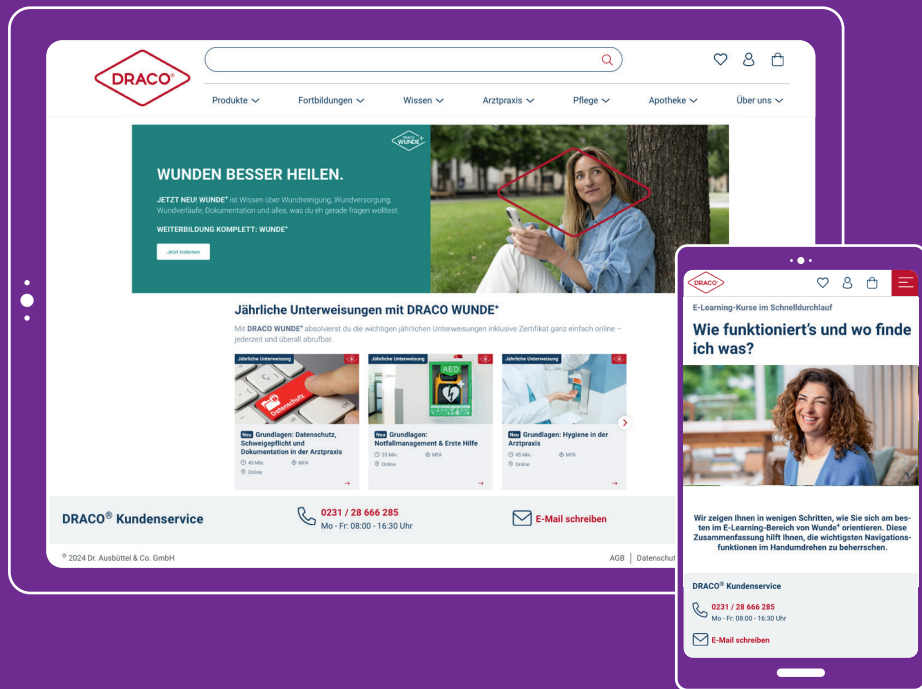 DRACO®
Produkte
Fortbildungen
Wissen
Arztpraxis
Pflege
Apotheke
Über uns
DRACO
WUNDE+
WUNDEN BESSER HEILEN.
JETZT NEU! WUNDE+ ist Wissen über Wundreinigung, Wundversorgung,
Wundverläufe, Dokumentation und alles, was du eh gerade fragen wolltest.
WEITERBILDUNG KOMPLETT: WUNDE+
Jährliche Unterweisungen mit DRACO WUNDE+
Mit DRACO WUNDE+ absolvierst du die wichtigen jährlichen Unterweisungen inklusive Zertifikat ganz einfach online –
jederzeit und überall abrufbar.
Jährliche Unterweisung
Datenschutz
Neu Grundlagen: Datenschutz,
Schweigepflicht und
Dokumentation in der Arztpraxis
40 Min.
MFA
Online
Jährliche Unterweisung
AED
Neu Grundlagen:
Notfallmanagement & Erste Hilfe
35 Min.
MFA
Online
Jährliche Unterweisung
Neu Grundlagen: Hygiene in der
Arztpraxis
45 Min.
MFA
Online
DRACO® Kundenservice
0231 / 28 666 285
Mo - Fr: 08:00 - 16:30 Uhr
E-Mail schreiben
® 2024 Dr. Ausbüttel & Co. GmbH
AGB | Datenschut
DRACO®
E-Learning-Kurse im Schnelldurchlauf
Wie funktioniert's und wo finde
ich was?
Wir zeigen Ihnen in wenigen Schritten, wie Sie sich am bes-
ten im E-Learning-Bereich von Wunde+ orientieren. Diese
Zusammenfassung hilft Ihnen, die wichtigsten Navigations-
funktionen im Handumdrehen zu beherrschen.
DRACO® Kundenservice
0231 / 28 666 285
Mo - Fr: 08:00 - 16:30 Uhr
E-Mail schreiben